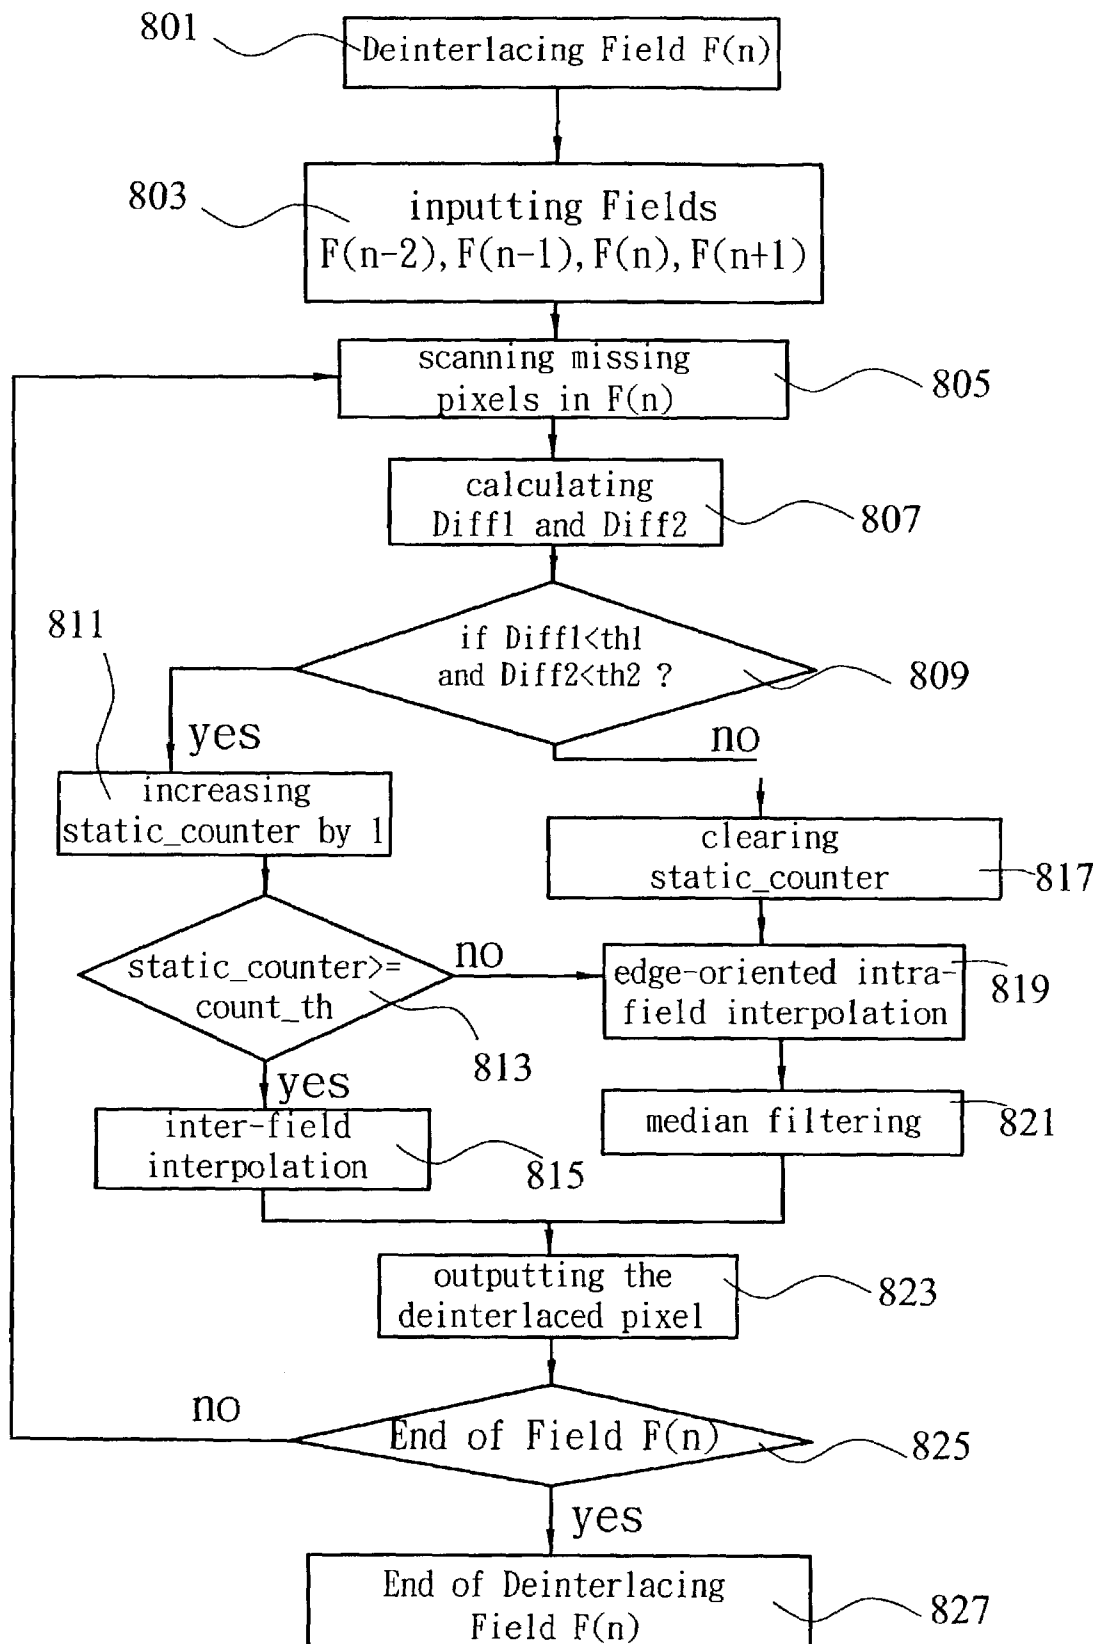 801
Deinterlacing Field F(n)
803
inputting Fields
F(n-2), F(n-1), F(n), F(n+1)
scanning missing
pixels in F(n)
805
calculating
Diff1 and Diff2
807
if Diff1<th1
and Diff2<th2 ?
809
811
yes
no
increasing
static_counter by 1
clearing
static_counter
817
static_counter>=
count_th
no
813
edge-oriented intra-
field interpolation
819
yes
inter-field
interpolation
815
median filtering
821
outputting the
deinterlaced pixel
823
no
End of Field F(n)
825
yes
End of Deinterlacing
Field F(n)
827